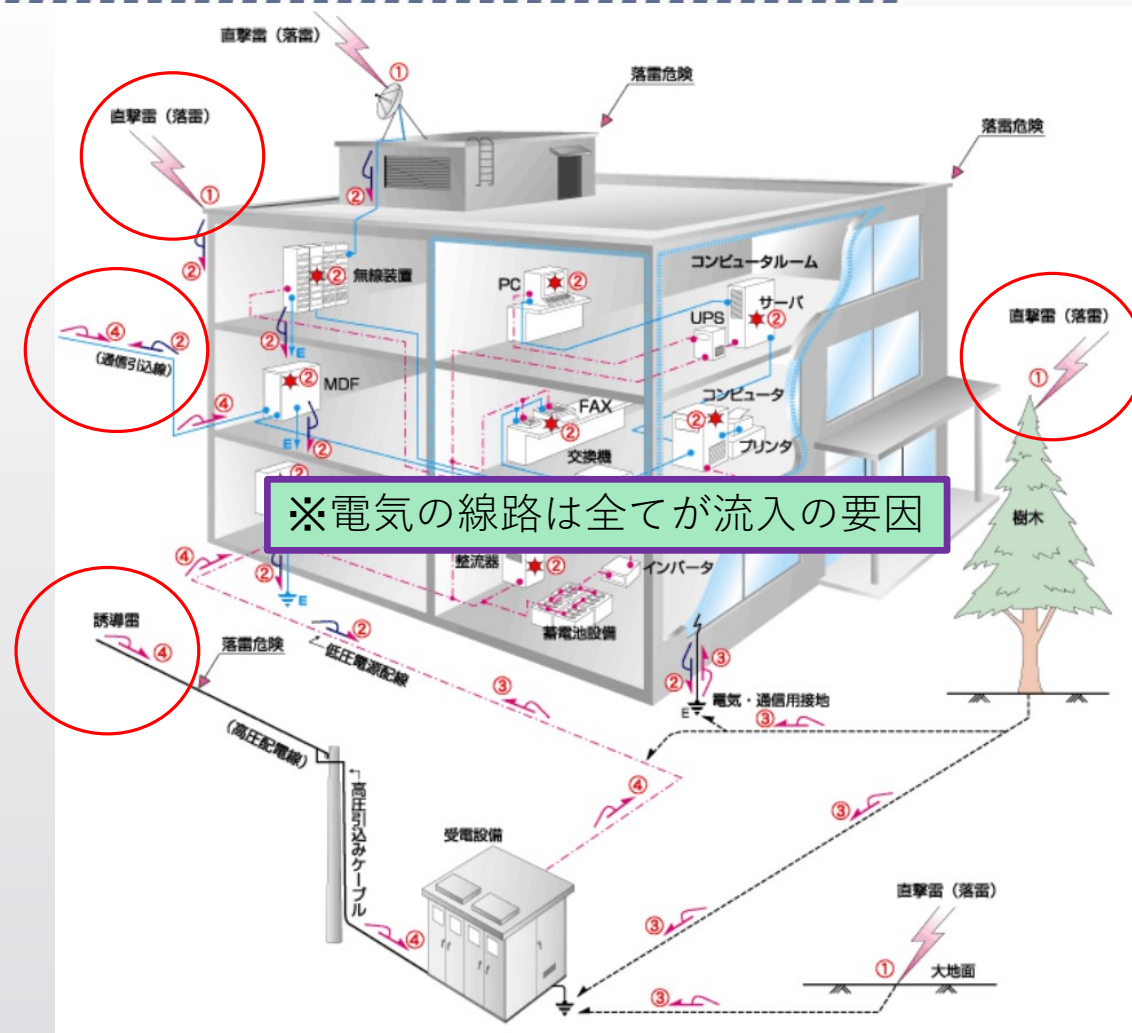 直撃雷（落雷）
①
落雷危険
直撃雷（落雷）
①
落雷危険
②
②
無線装置
②
PC
②
コンピュータルーム
サーバ
UPS
②
直撃雷（落雷）
①
④
②
（通信引込線）
②
E
MDF
②
④
E
②
FAX
②
交換機
コンピュータ
②
プリンタ
②
※電気の線路は全てが流入の要因
樹木
④
②
E
整流器
②
インバータ
蓄電池設備
誘導雷
④
落雷危険
②
低圧電源配線
③
②
③
E
電気・通信用接地
③
（高圧配電線）
高圧引込みケーブル
④
③
受電設備
④
③
直撃雷（落雷）
①
大地面
③